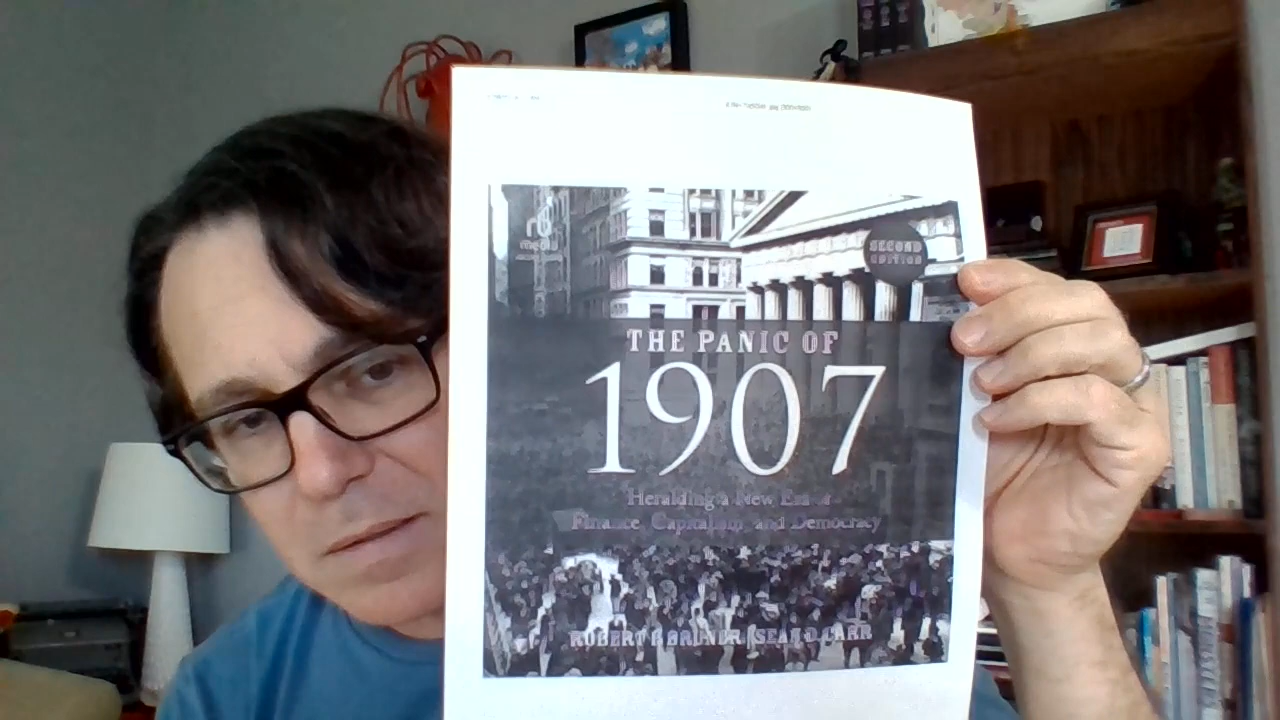 SECOND
EDITION
THE PANIC OF
1907
Heralding a New Era of
Finance, Capitalism, and Democracy
ROBERT F. BRUNER SEAN D. CARR